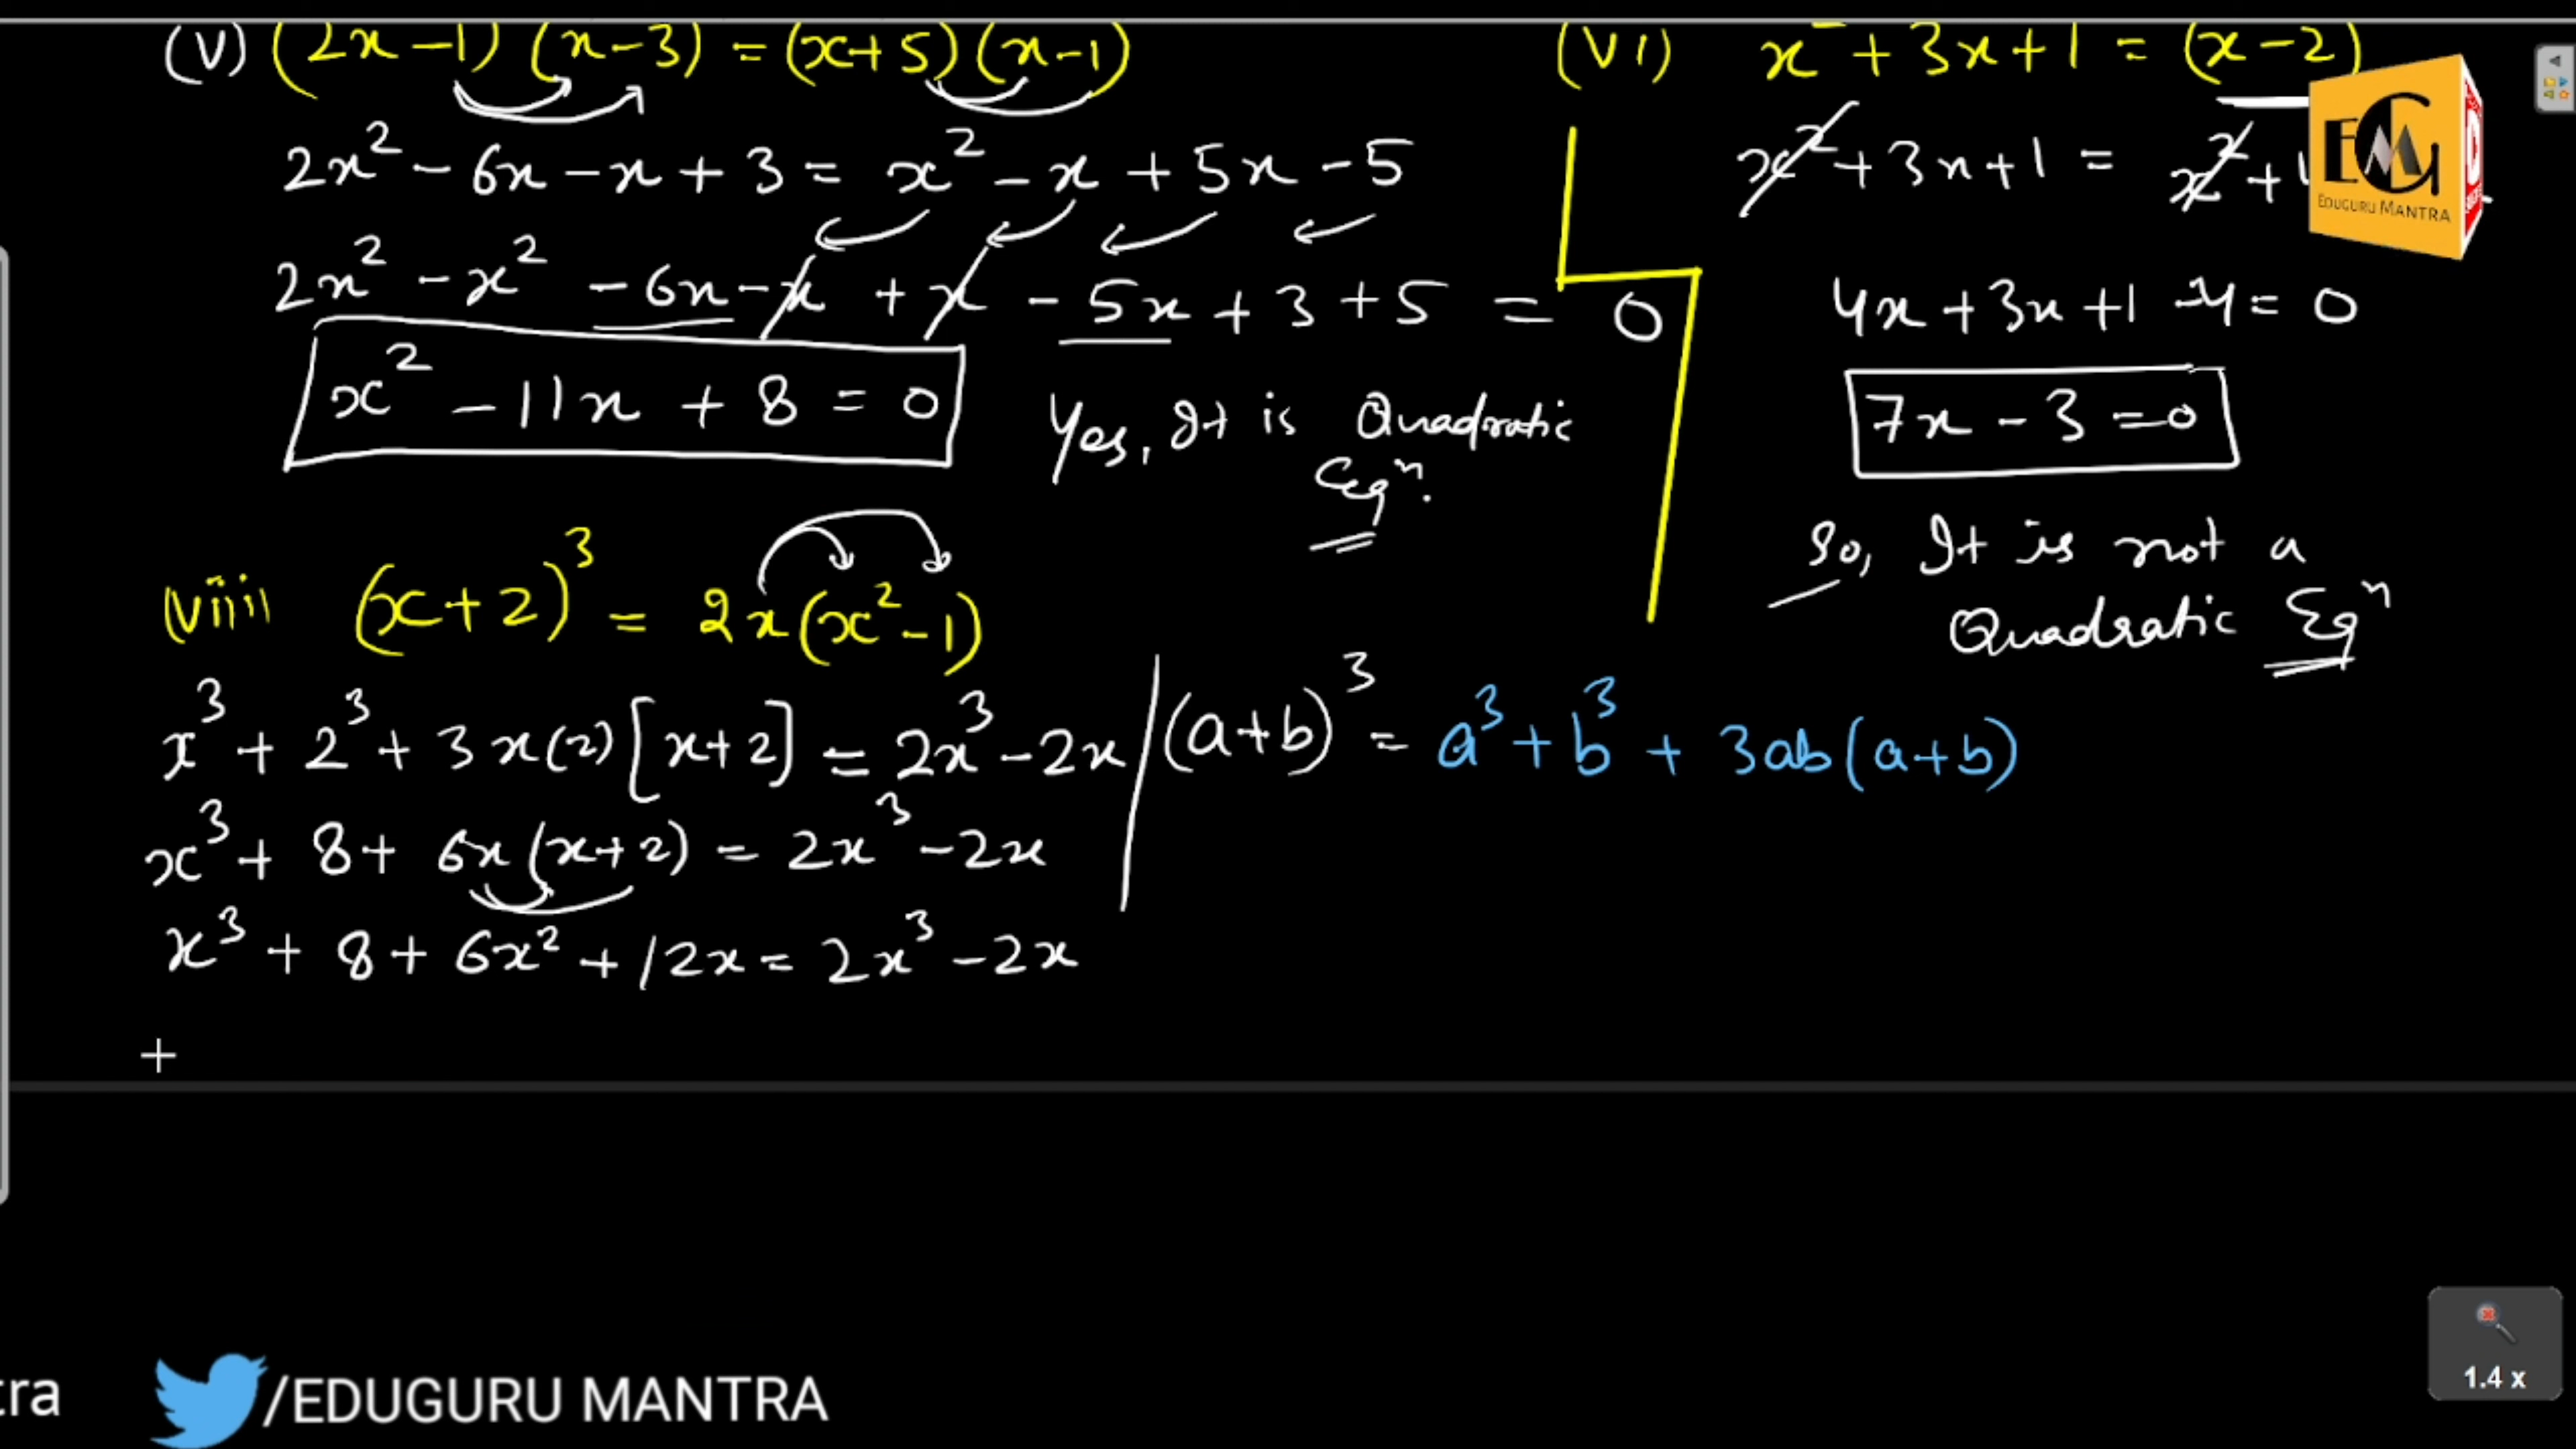 (V) (2x-1)(x-3) = (x+5)(x-1)
2x² - 6x - x + 3 = x² - x + 5x - 5
2x² - x² - 6x - x + x - 5x + 3 + 5 = 0
x² - 11x + 8 = 0
Yes, It is Quadratic
Eqⁿ.
(VI) x² + 3x + 1 = (x-2)
x² + 3x + 1 = x² +
4x + 3x + 1 - 4 = 0
7x - 3 = 0
So, It is not a
Quadratic Eqⁿ
(viii) (x+2)³ = 2x(x²-1)
x³ + 2³ + 3x(2)[x+2] = 2x³ - 2x
x³ + 8 + 6x(x+2) = 2x³ - 2x
x³ + 8 + 6x² + 12x = 2x³ - 2x
(a+b)³ = a³ + b³ + 3ab(a+b)
EGM
EDUGURU MANTRA
tra
/EDUGURU MANTRA
1.4 x